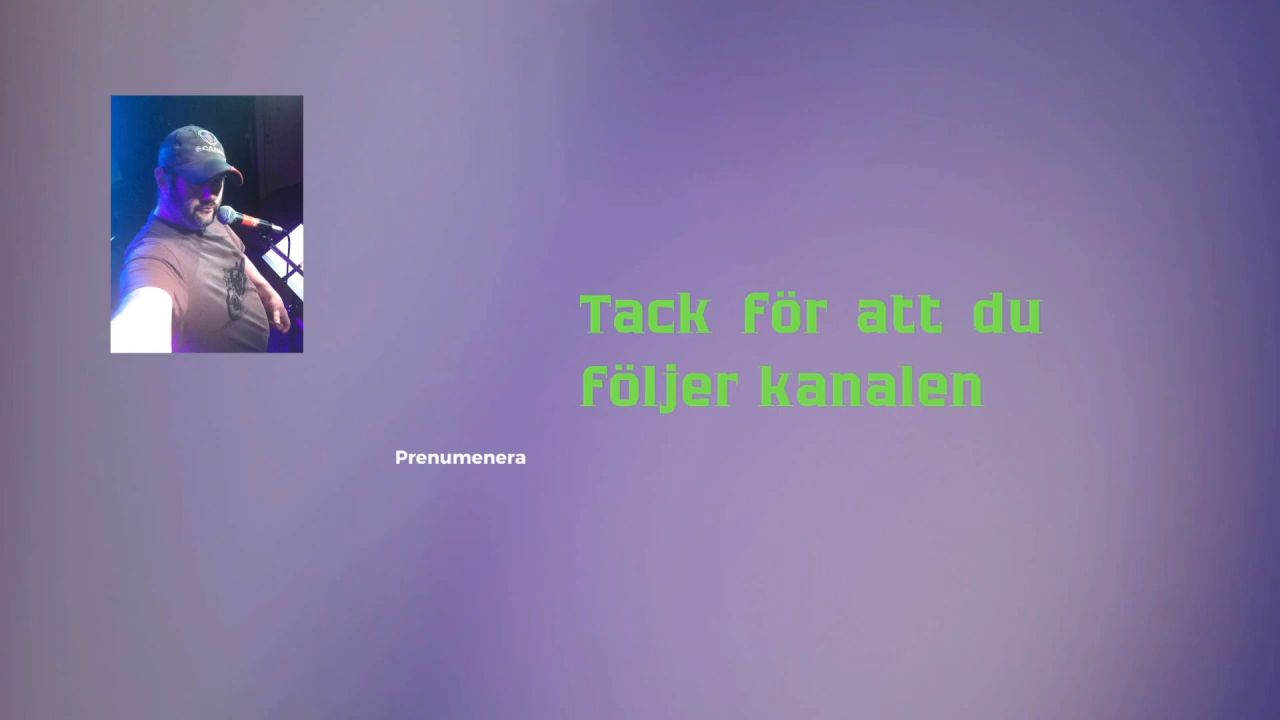 Tack för att du
följer kanalen
Prenumenera